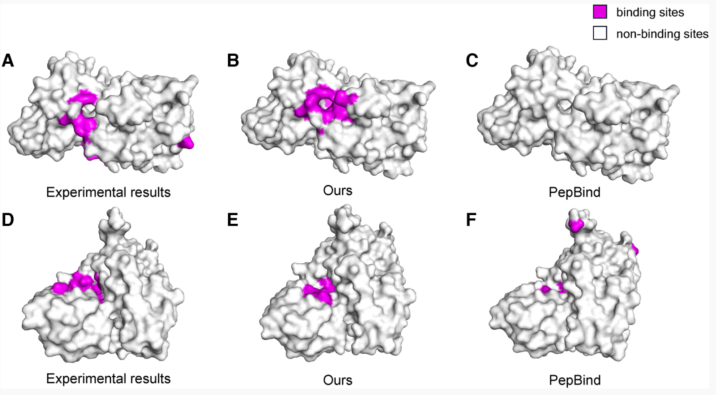 binding sites
non-binding sites
A
B
C
Experimental results
Ours
PepBind
D
E
F
Experimental results
Ours
PepBind